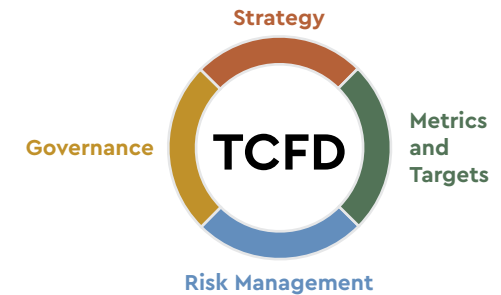 Strategy
Governance
TCFD
Metrics
and
Targets
Risk Management